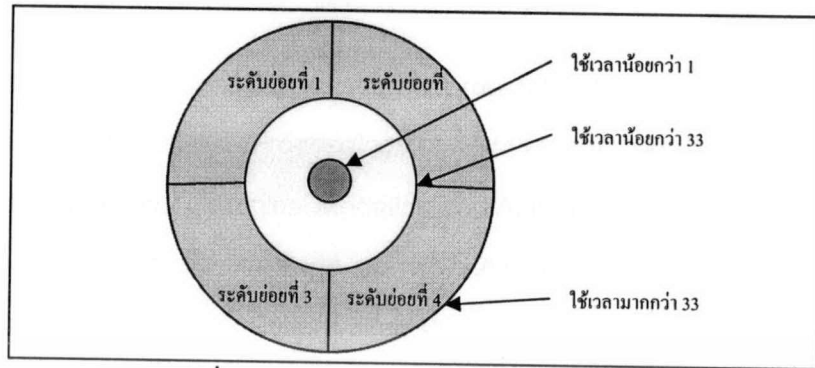 ระดับย่อยที่ 1
ระดับย่อยที่
ใช้เวลาน้อยกว่า 1
ใช้เวลาน้อยกว่า 33
ระดับย่อยที่ 3
ระดับย่อยที่ 4
ใช้เวลามากกว่า 33